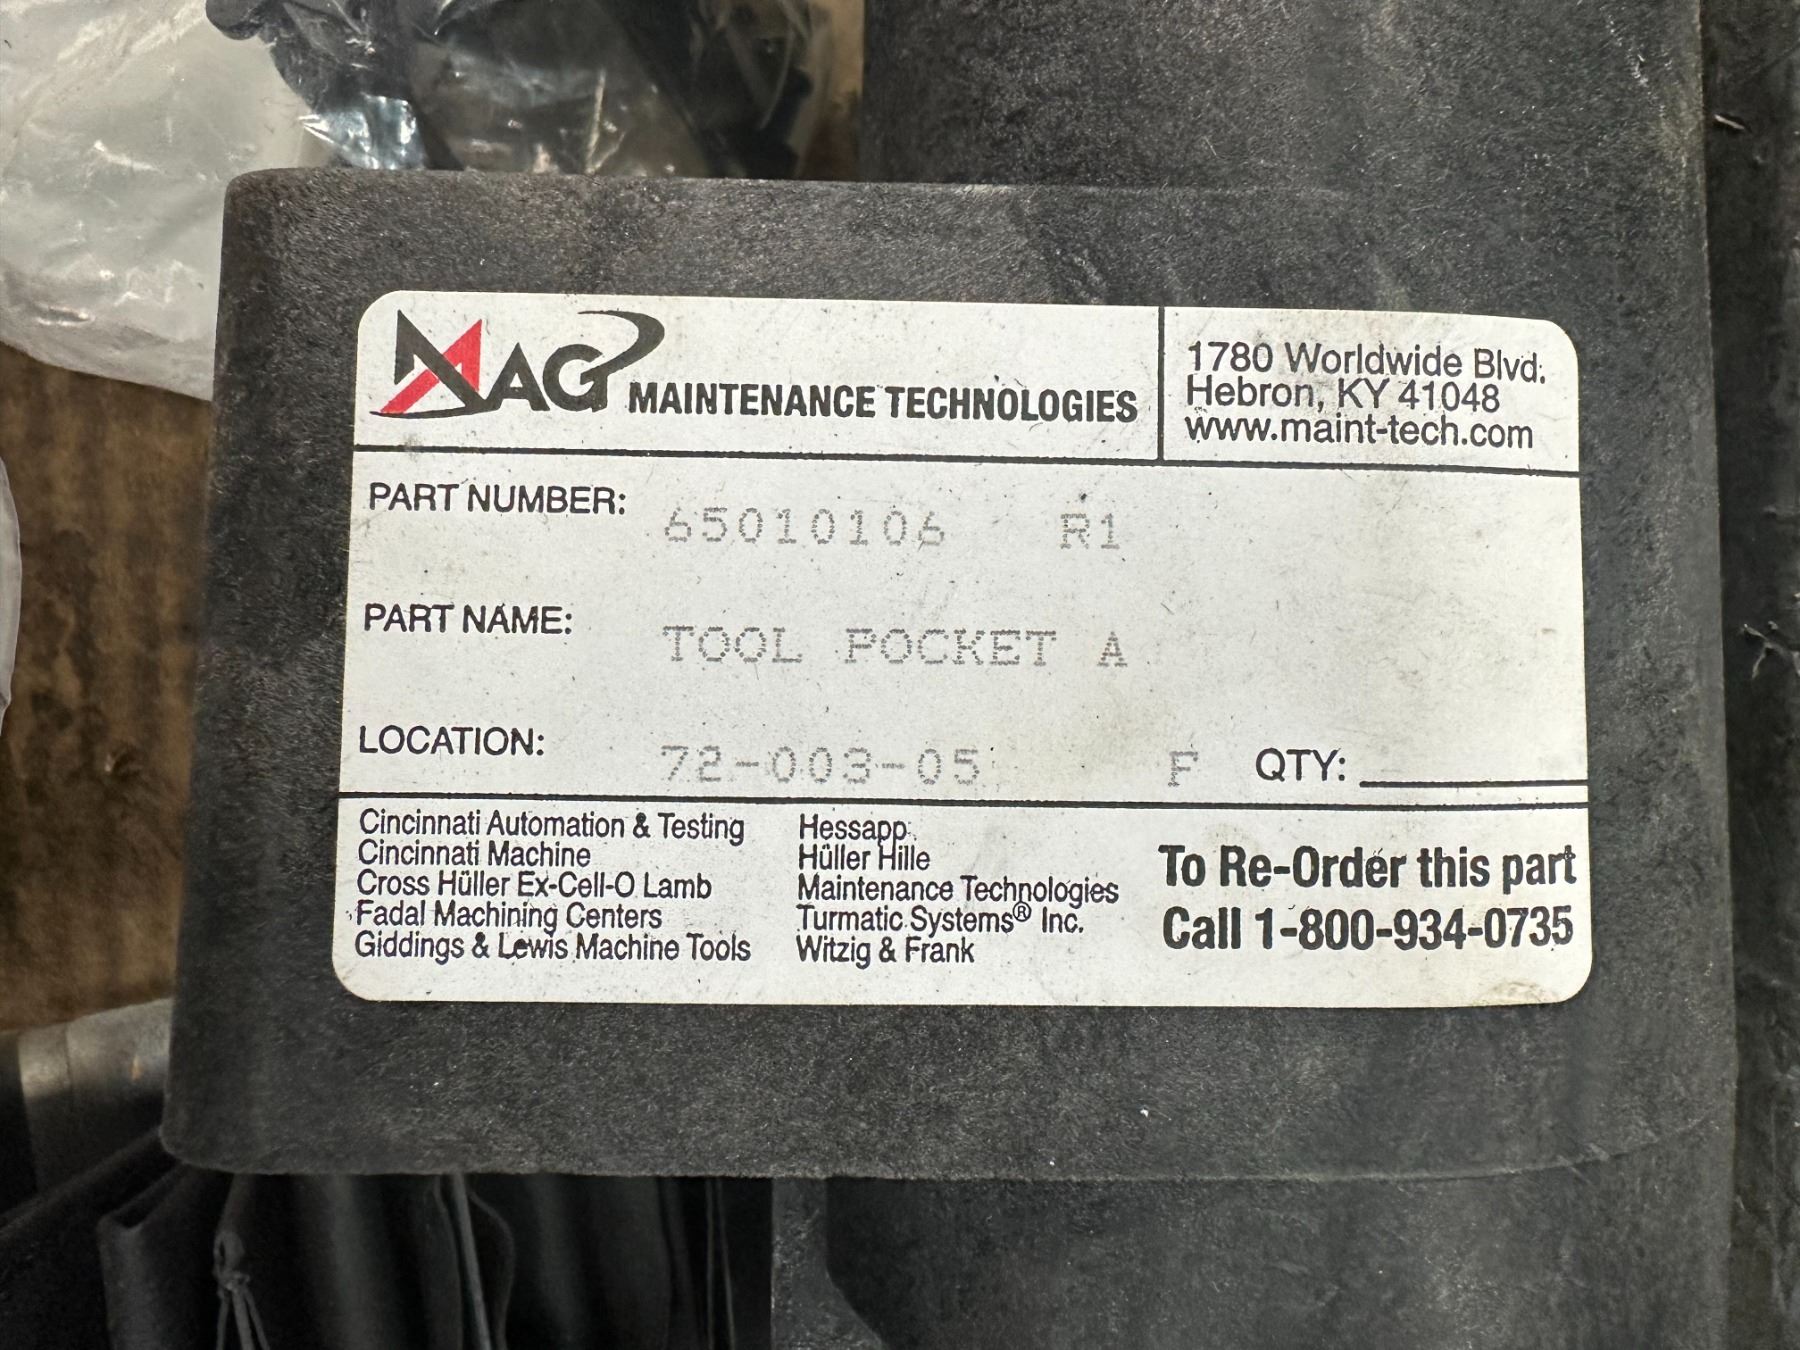 MAG MAINTENANCE TECHNOLOGIES
1780 Worldwide Blvd.
Hebron, KY 41048
www.maint-tech.com
PART NUMBER: 65010106 R1
PART NAME: TOOL POCKET A
LOCATION: 72-003-05 F QTY:
Cincinnati Automation & Testing
Cincinnati Machine
Cross Hüller Ex-Cell-O Lamb
Fadal Machining Centers
Giddings & Lewis Machine Tools
Hessapp
Hüller Hille
Maintenance Technologies
Turmatic Systems® Inc.
Witzig & Frank
To Re-Order this part
Call 1-800-934-0735